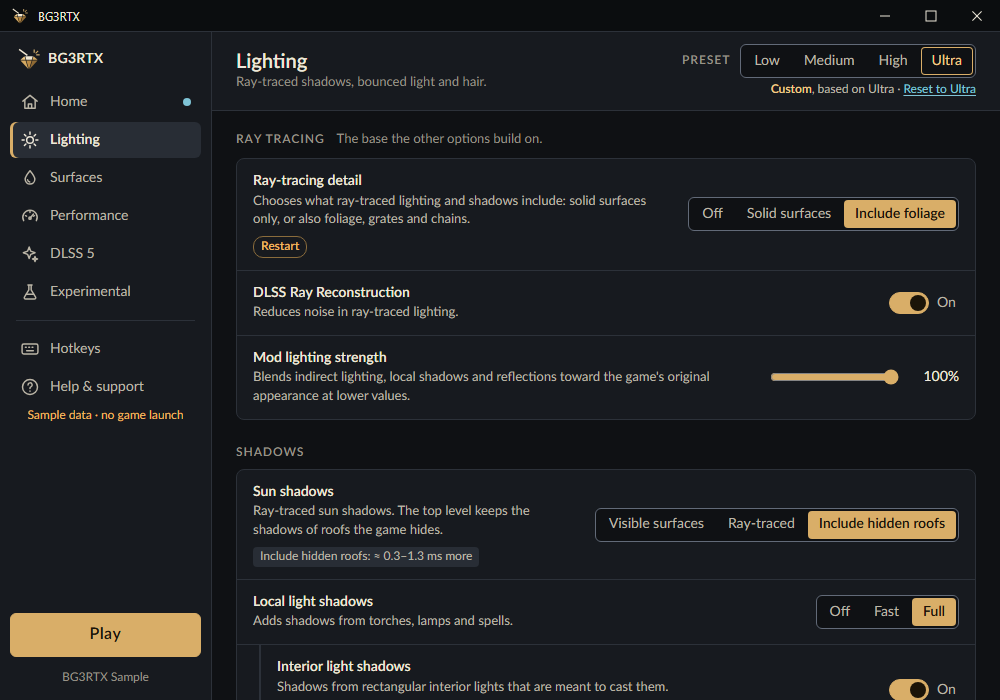 BG3RTX
BG3RTX
Home
Lighting
Surfaces
Performance
DLSS 5
Experimental
Hotkeys
Help & support
Sample data · no game launch
Play
BG3RTX Sample
Lighting
Ray-traced shadows, bounced light and hair.
PRESET Low Medium High Ultra
Custom, based on Ultra · Reset to Ultra
RAY TRACING The base the other options build on.
Ray-tracing detail
Chooses what ray-traced lighting and shadows include: solid surfaces
only, or also foliage, grates and chains.
Restart
Off Solid surfaces Include foliage
DLSS Ray Reconstruction
Reduces noise in ray-traced lighting.
On
Mod lighting strength
Blends indirect lighting, local shadows and reflections toward the game's original
appearance at lower values.
100%
SHADOWS
Sun shadows
Ray-traced sun shadows. The top level keeps the
shadows of roofs the game hides.
Include hidden roofs: ≈ 0.3–1.3 ms more
Visible surfaces Ray-traced Include hidden roofs
Local light shadows
Adds shadows from torches, lamps and spells.
Off Fast Full
Interior light shadows
Shadows from rectangular interior lights that are meant to cast them.
On